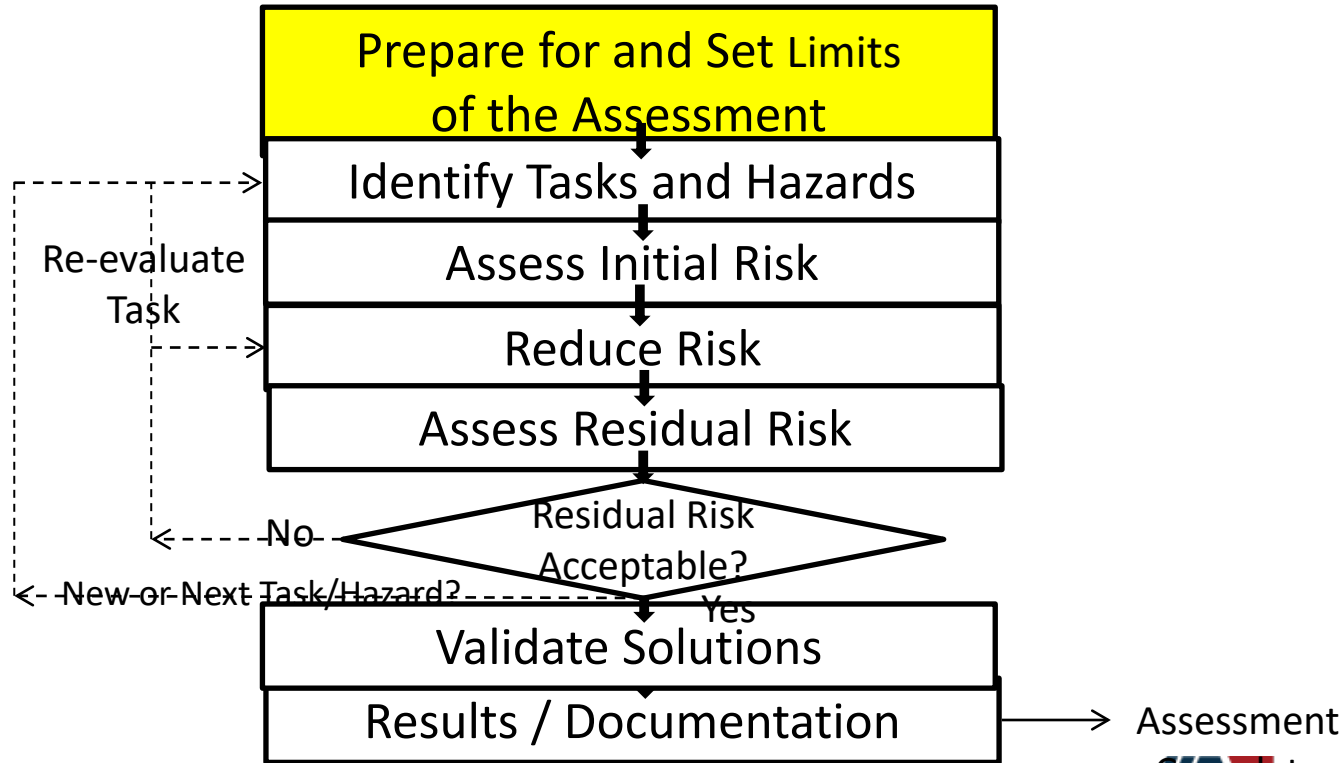 Prepare for and Set Limits
of the Assessment
Identify Tasks and Hazards
Re-evaluate
Task
Assess Initial Risk
Reduce Risk
Assess Residual Risk
No
Residual Risk
Acceptable?
New or Next Task/Hazard?
Yes
Validate Solutions
Results / Documentation
Assessment